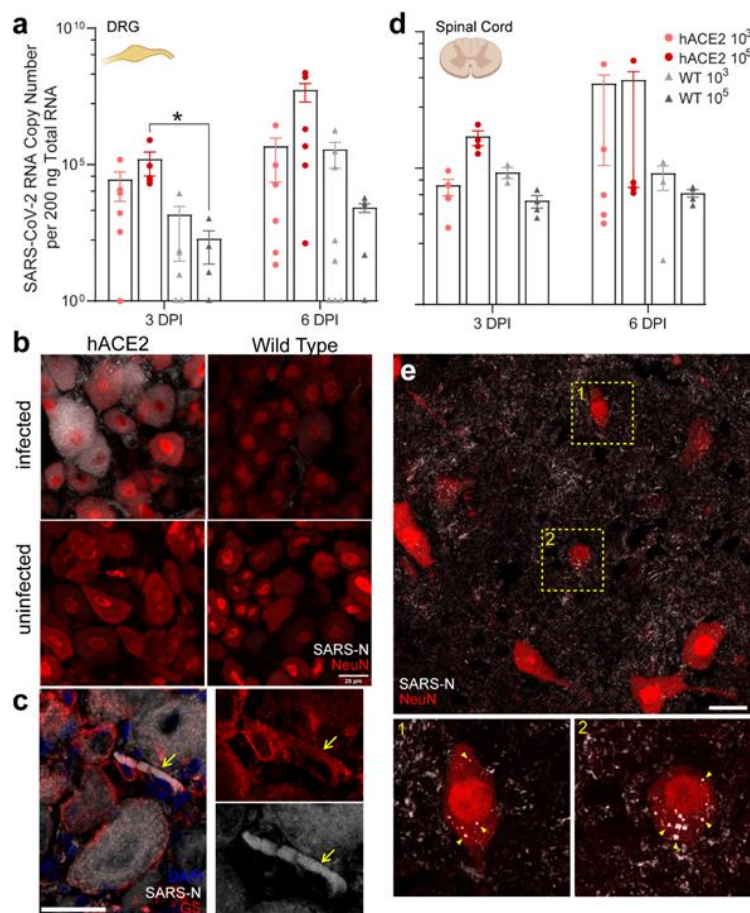 a
DRG
SARS-CoV-2 RNA Copy Number
per 200 ng Total RNA
10¹⁰
10⁵
10⁰
*
3 DPI
6 DPI
d
Spinal Cord
hACE2 10³
hACE2 10⁵
WT 10³
WT 10⁵
3 DPI
6 DPI
b
hACE2
Wild Type
infected
uninfected
SARS-N
NeuN
25 µm
c
DAPI
SARS-N
GS
e
1
2
SARS-N
NeuN
1
2